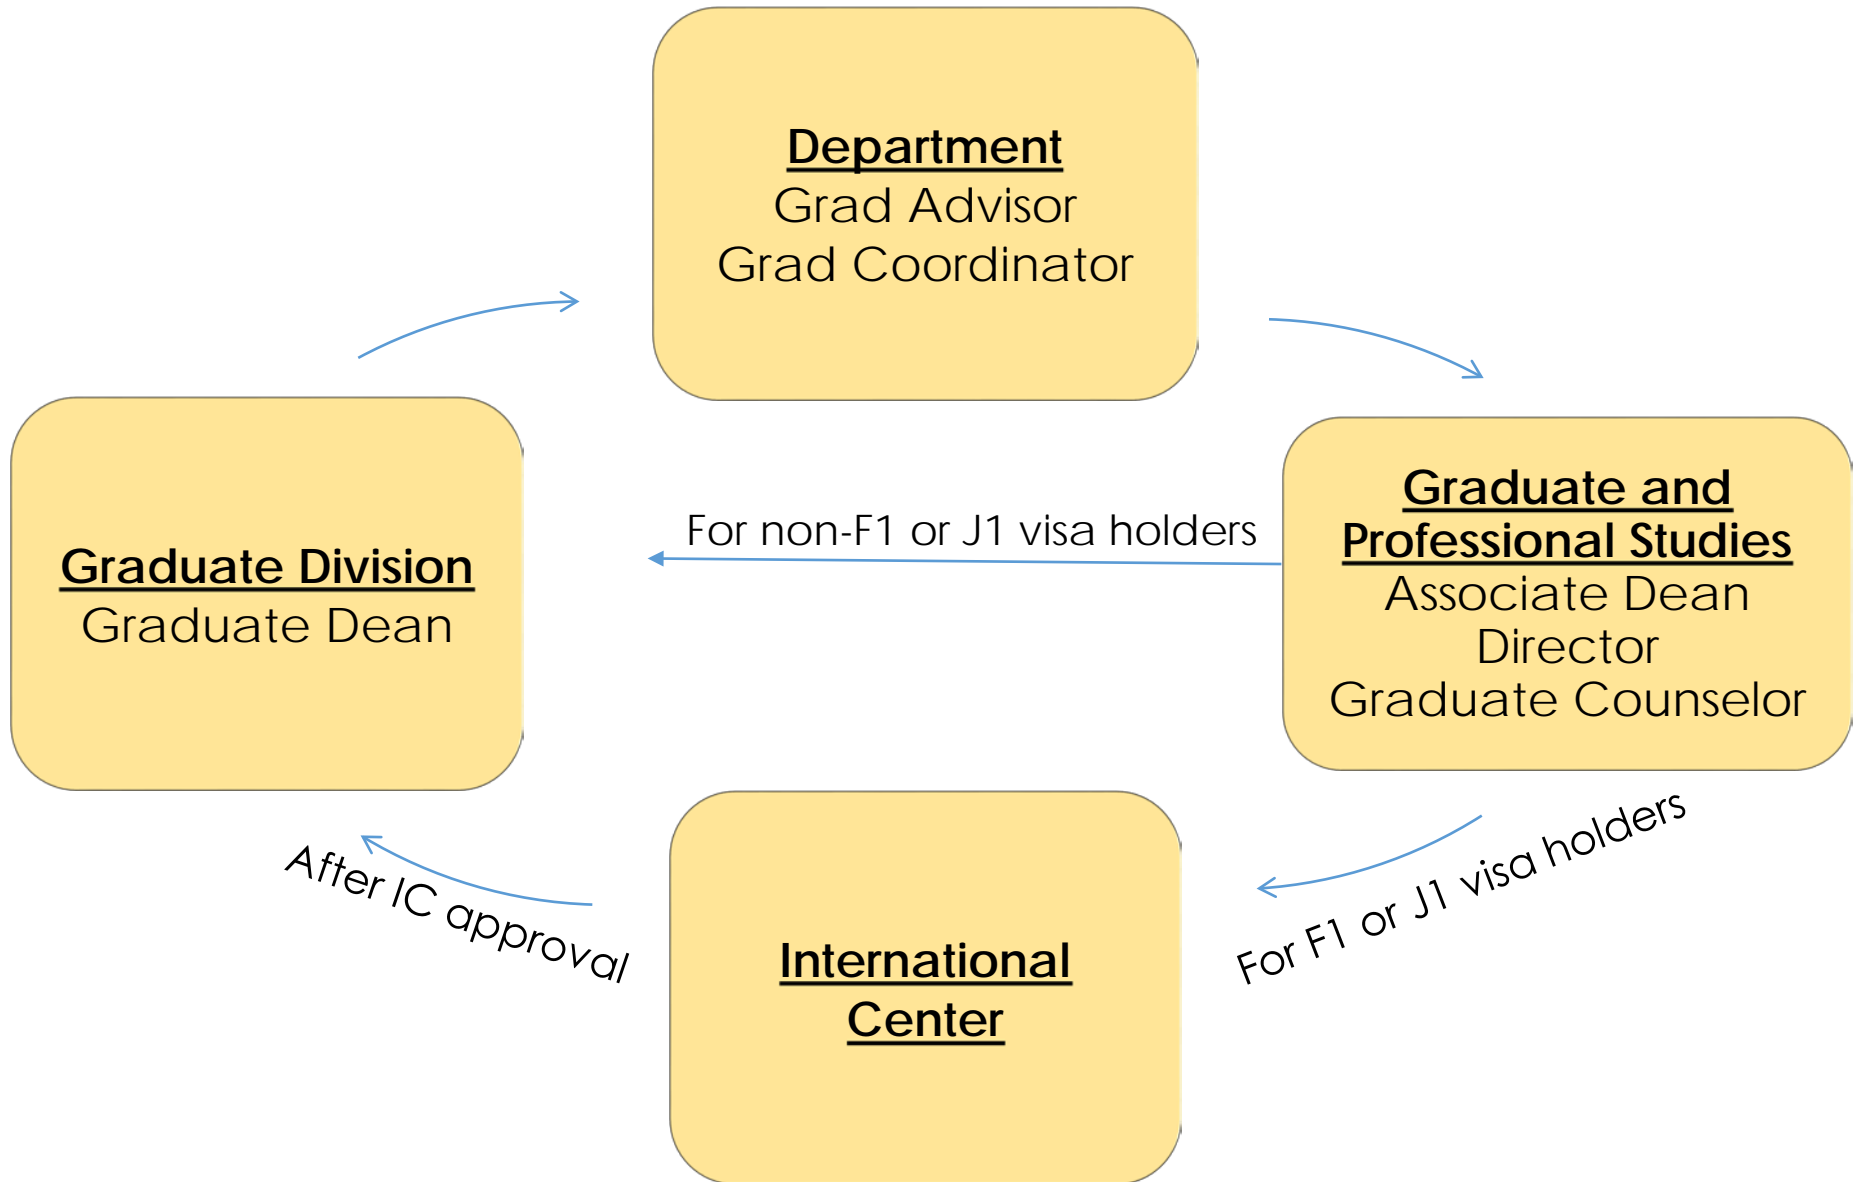 Department
Grad Advisor
Grad Coordinator
Graduate Division
Graduate Dean
For non-F1 or J1 visa holders
Graduate and
Professional Studies
Associate Dean
Director
Graduate Counselor
After IC approval
International
Center
For F1 or J1 visa holders